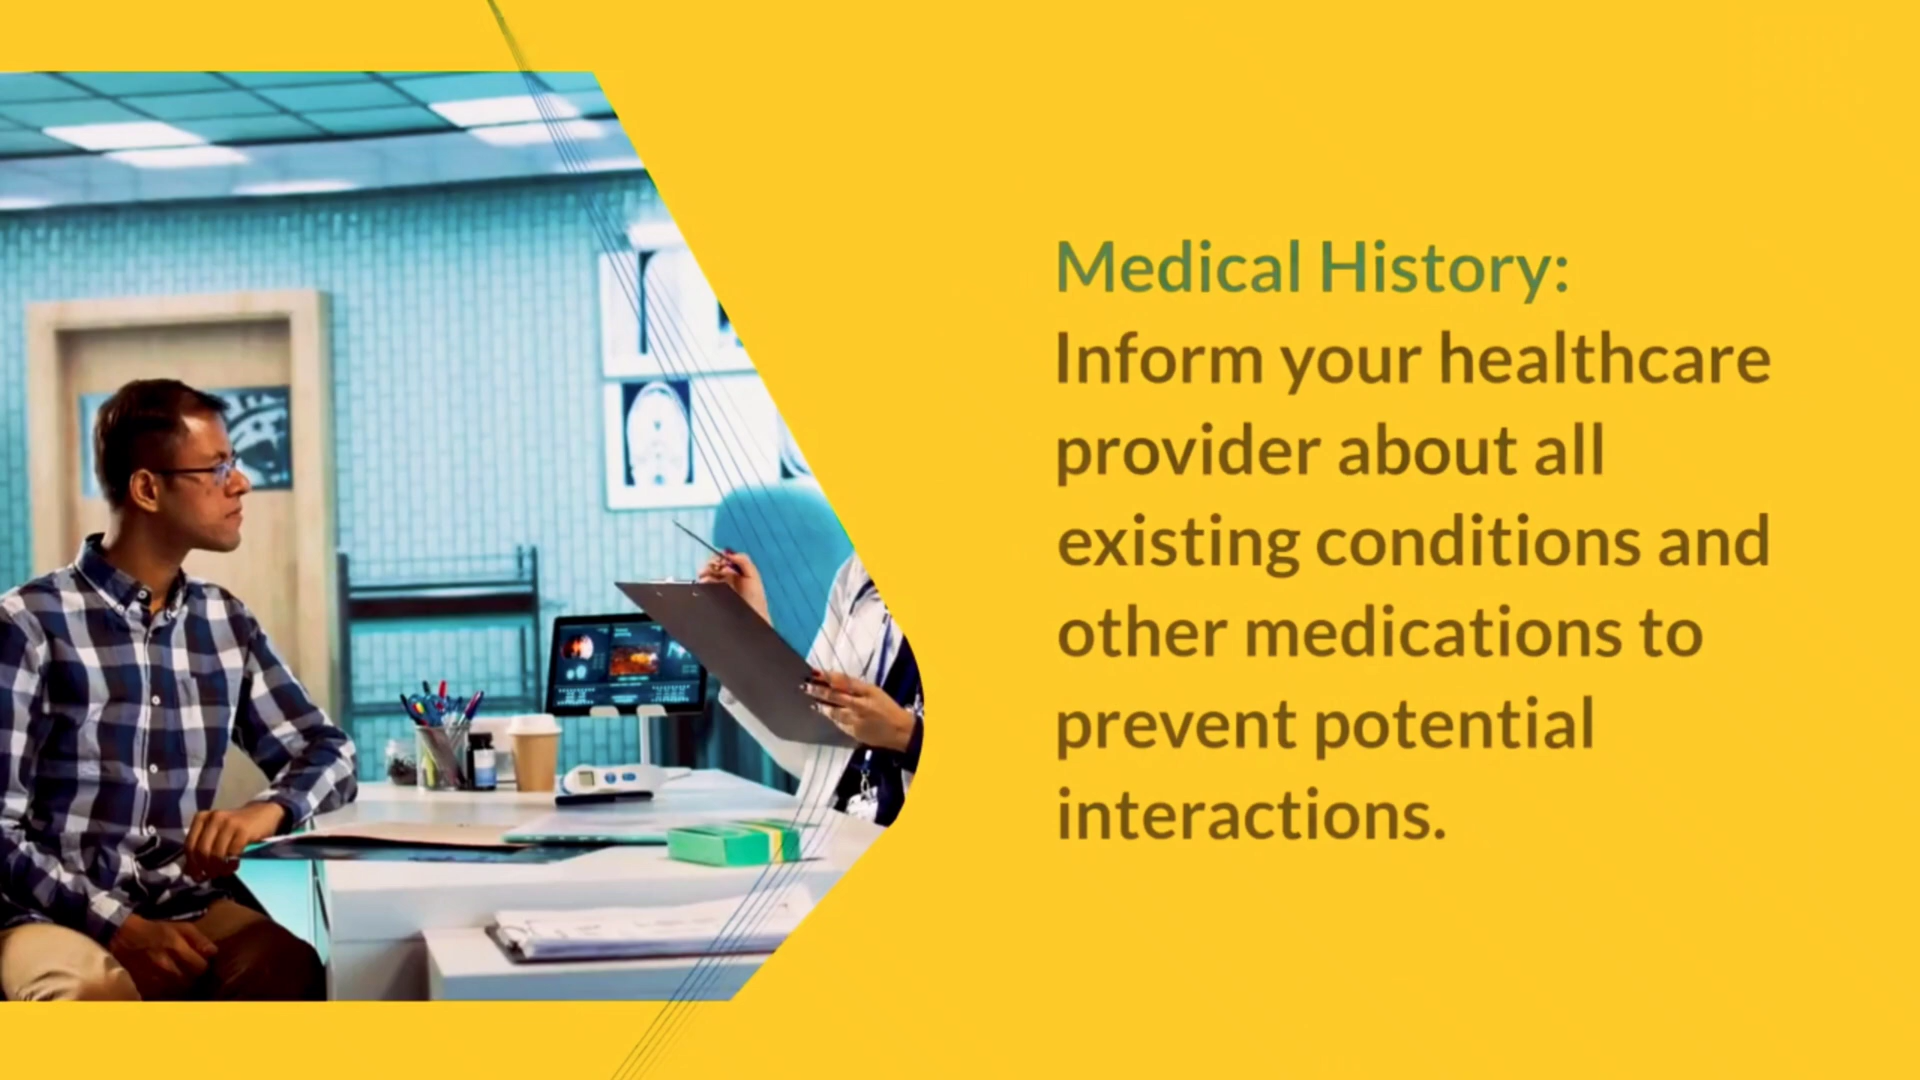 Medical History:
Inform your healthcare
provider about all
existing conditions and
other medications to
prevent potential
interactions.